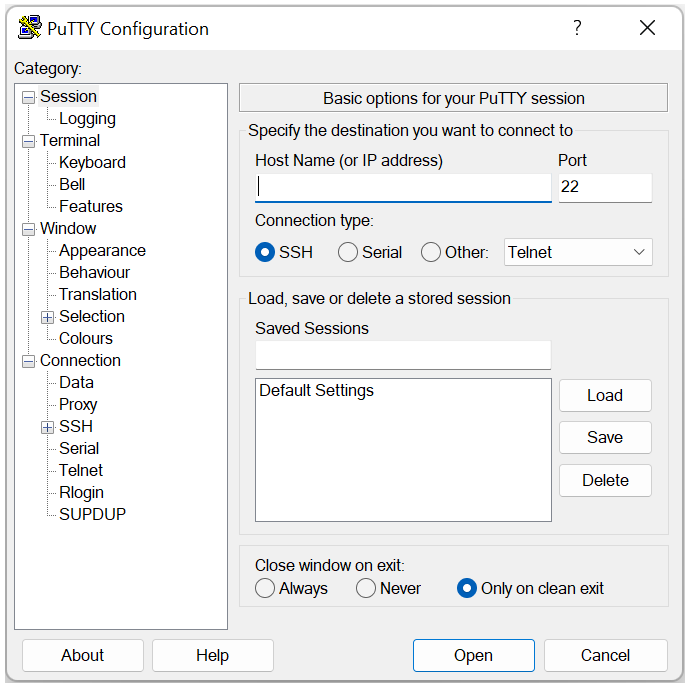 PuTTY Configuration
?
Category:
Session
Logging
Terminal
Keyboard
Bell
Features
Window
Appearance
Behaviour
Translation
Selection
Colours
Connection
Data
Proxy
SSH
Serial
Telnet
Rlogin
SUPDUP
Basic options for your PuTTY session
Specify the destination you want to connect to
Host Name (or IP address) Port
22
Connection type:
SSH Serial Other: Telnet
Load, save or delete a stored session
Saved Sessions
Default Settings
Load
Save
Delete
Close window on exit:
Always Never Only on clean exit
About Help Open Cancel